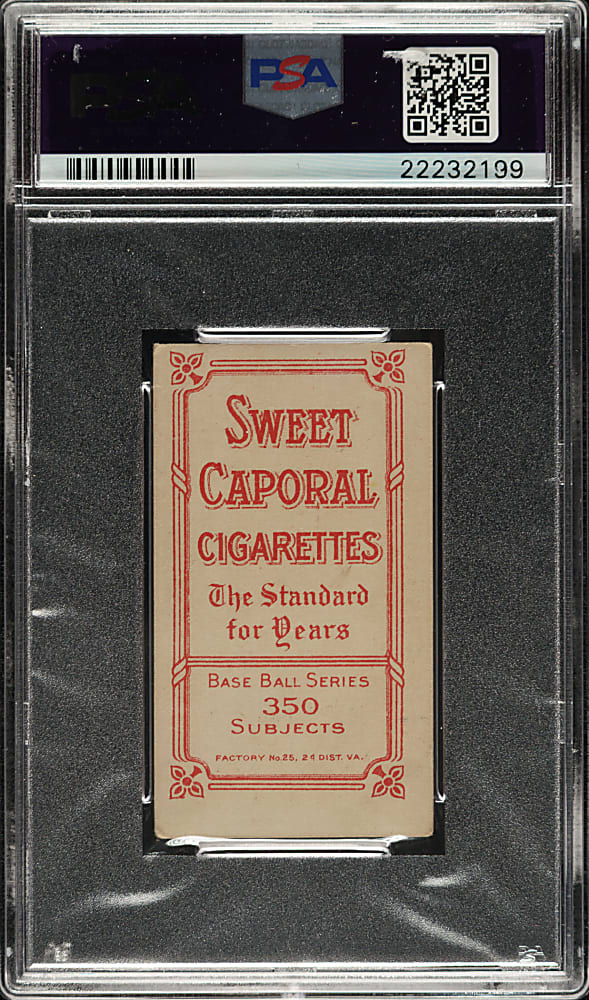 PSA
22232199
SWEET
CAPORAL
CIGARETTES
The Standard
for Years
BASE BALL SERIES
350
SUBJECTS
FACTORY No. 25, 2d DIST. VA.